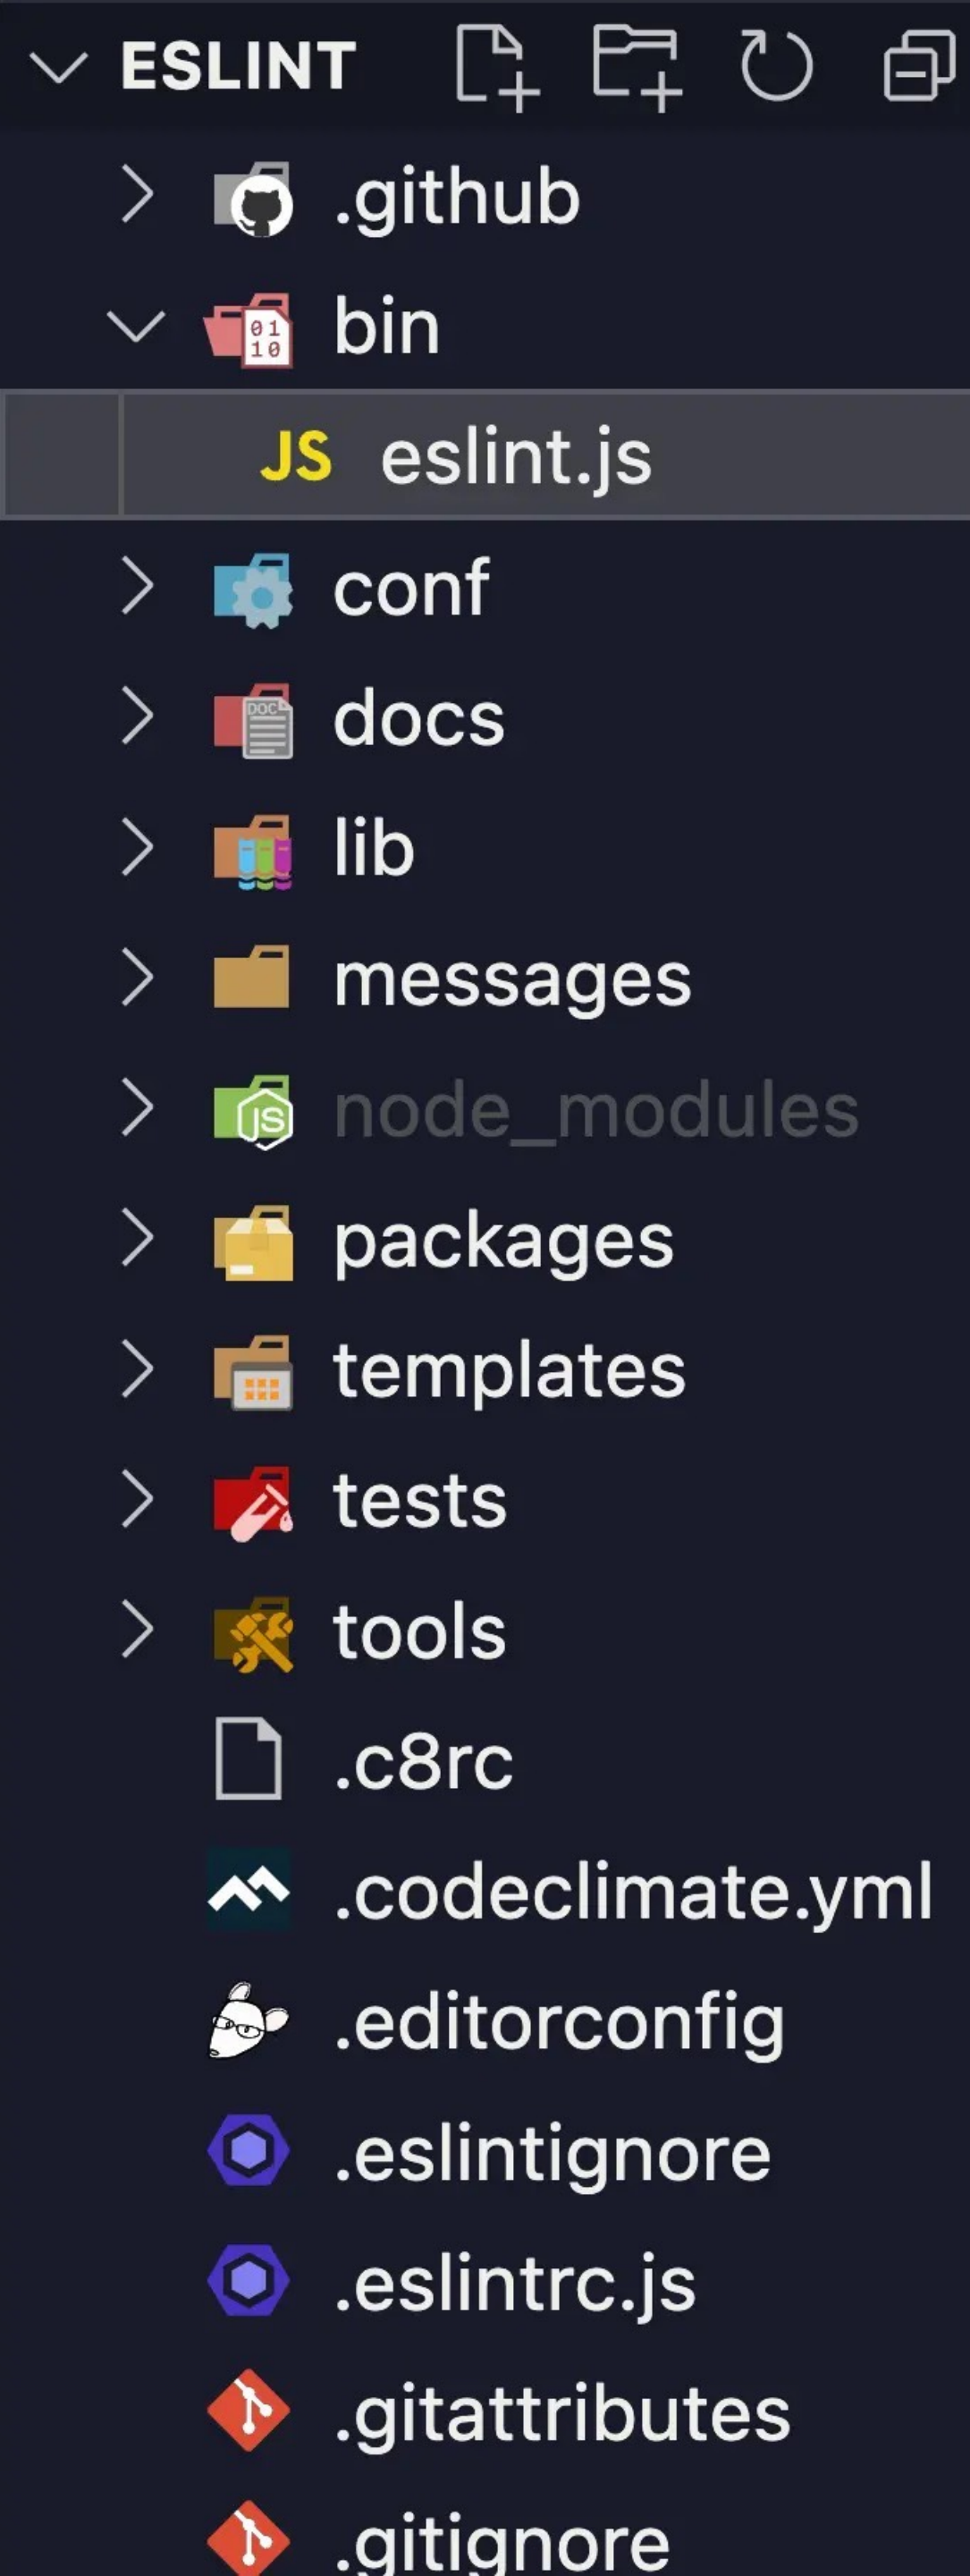 ESLINT
.github
bin
JS eslint.js
conf
docs
lib
messages
node_modules
packages
templates
tests
tools
.c8rc
.codeclimate.yml
.editorconfig
.eslintignore
.eslintrc.js
.gitattributes
.gitignore